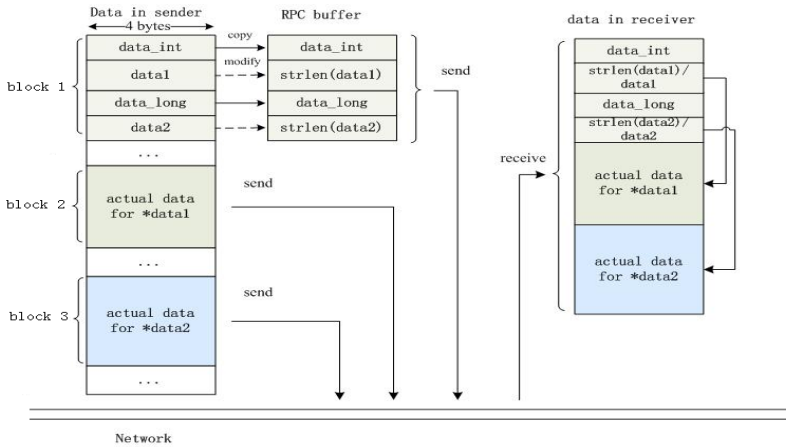 Data in sender
4 bytes
block 1
data_int
data1
data_long
data2
...
block 2
actual data
for *data1
...
block 3
actual data
for *data2
...
copy
modify
send
send
RPC buffer
data_int
strlen(data1)
data_long
strlen(data2)
send
receive
data in receiver
data_int
strlen(data1)/
data1
data_long
strlen(data2)/
data2
actual data
for *data1
actual data
for *data2
Network